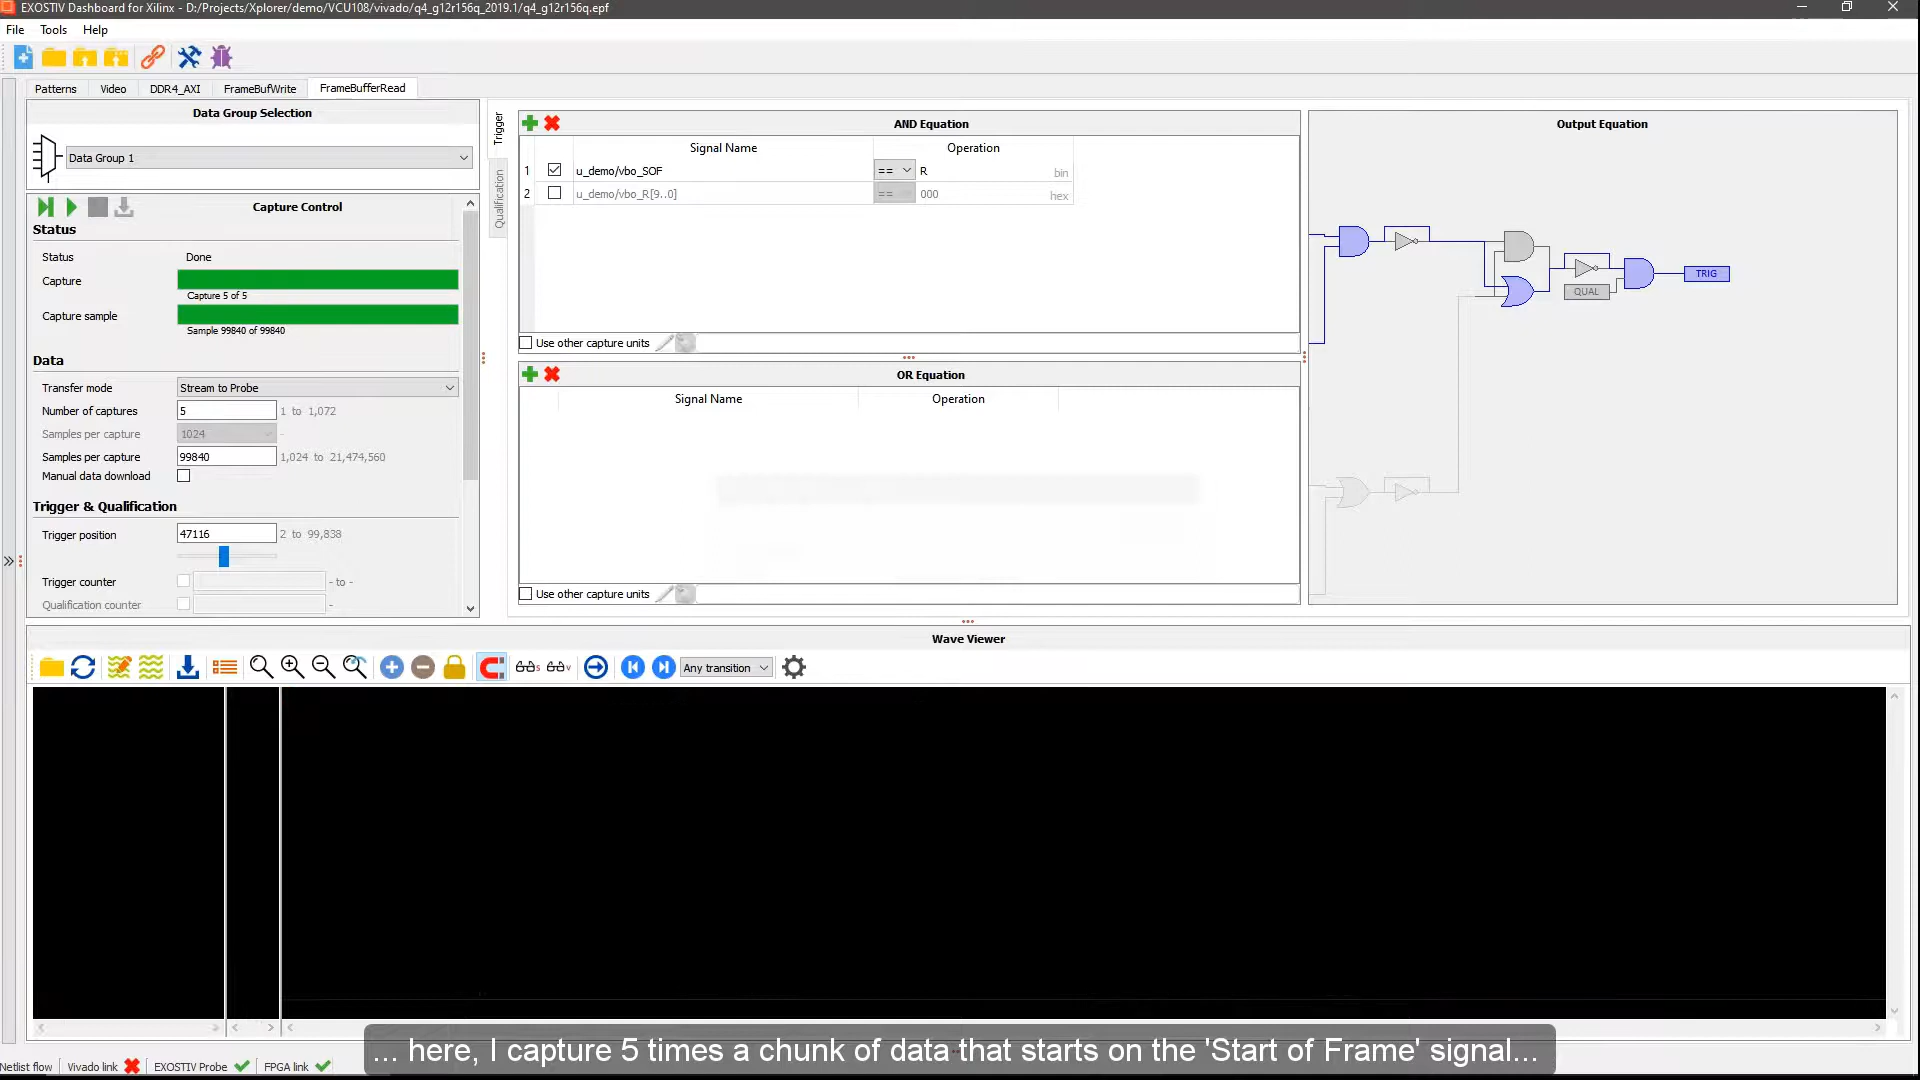 EXOSTIV Dashboard for Xilinx - D:/Projects/Xplorer/demo/VCU108/vivado/q4_g12r156q_2019.1/q4_g12r156q.epf
File Tools Help
Patterns Video DDR4_AXI FrameBufWrite FrameBufferRead
Data Group Selection
Data Group 1
Capture Control
Status
Status Done
Capture
Capture 5 of 5
Capture sample
Sample 99840 of 99840
Data
Transfer mode Stream to Probe
Number of captures 5 1 to 1,072
Samples per capture 1024 -
Samples per capture 99840 1,024 to 21,474,560
Manual data download
Trigger & Qualification
Trigger position 47116 2 to 99,838
Trigger counter - to -
Qualification counter -
Trigger
Qualification
AND Equation
Signal Name Operation
1 u_demo/vbo_SOF == R bin
2 u_demo/vbo_R[9..0] == 000 hex
Use other capture units
OR Equation
Signal Name Operation
Use other capture units
Output Equation
QUAL
TRIG
Wave Viewer
Any transition
... here, I capture 5 times a chunk of data that starts on the 'Start of Frame' signal...
Netlist flow Vivado link EXOSTIV Probe FPGA link